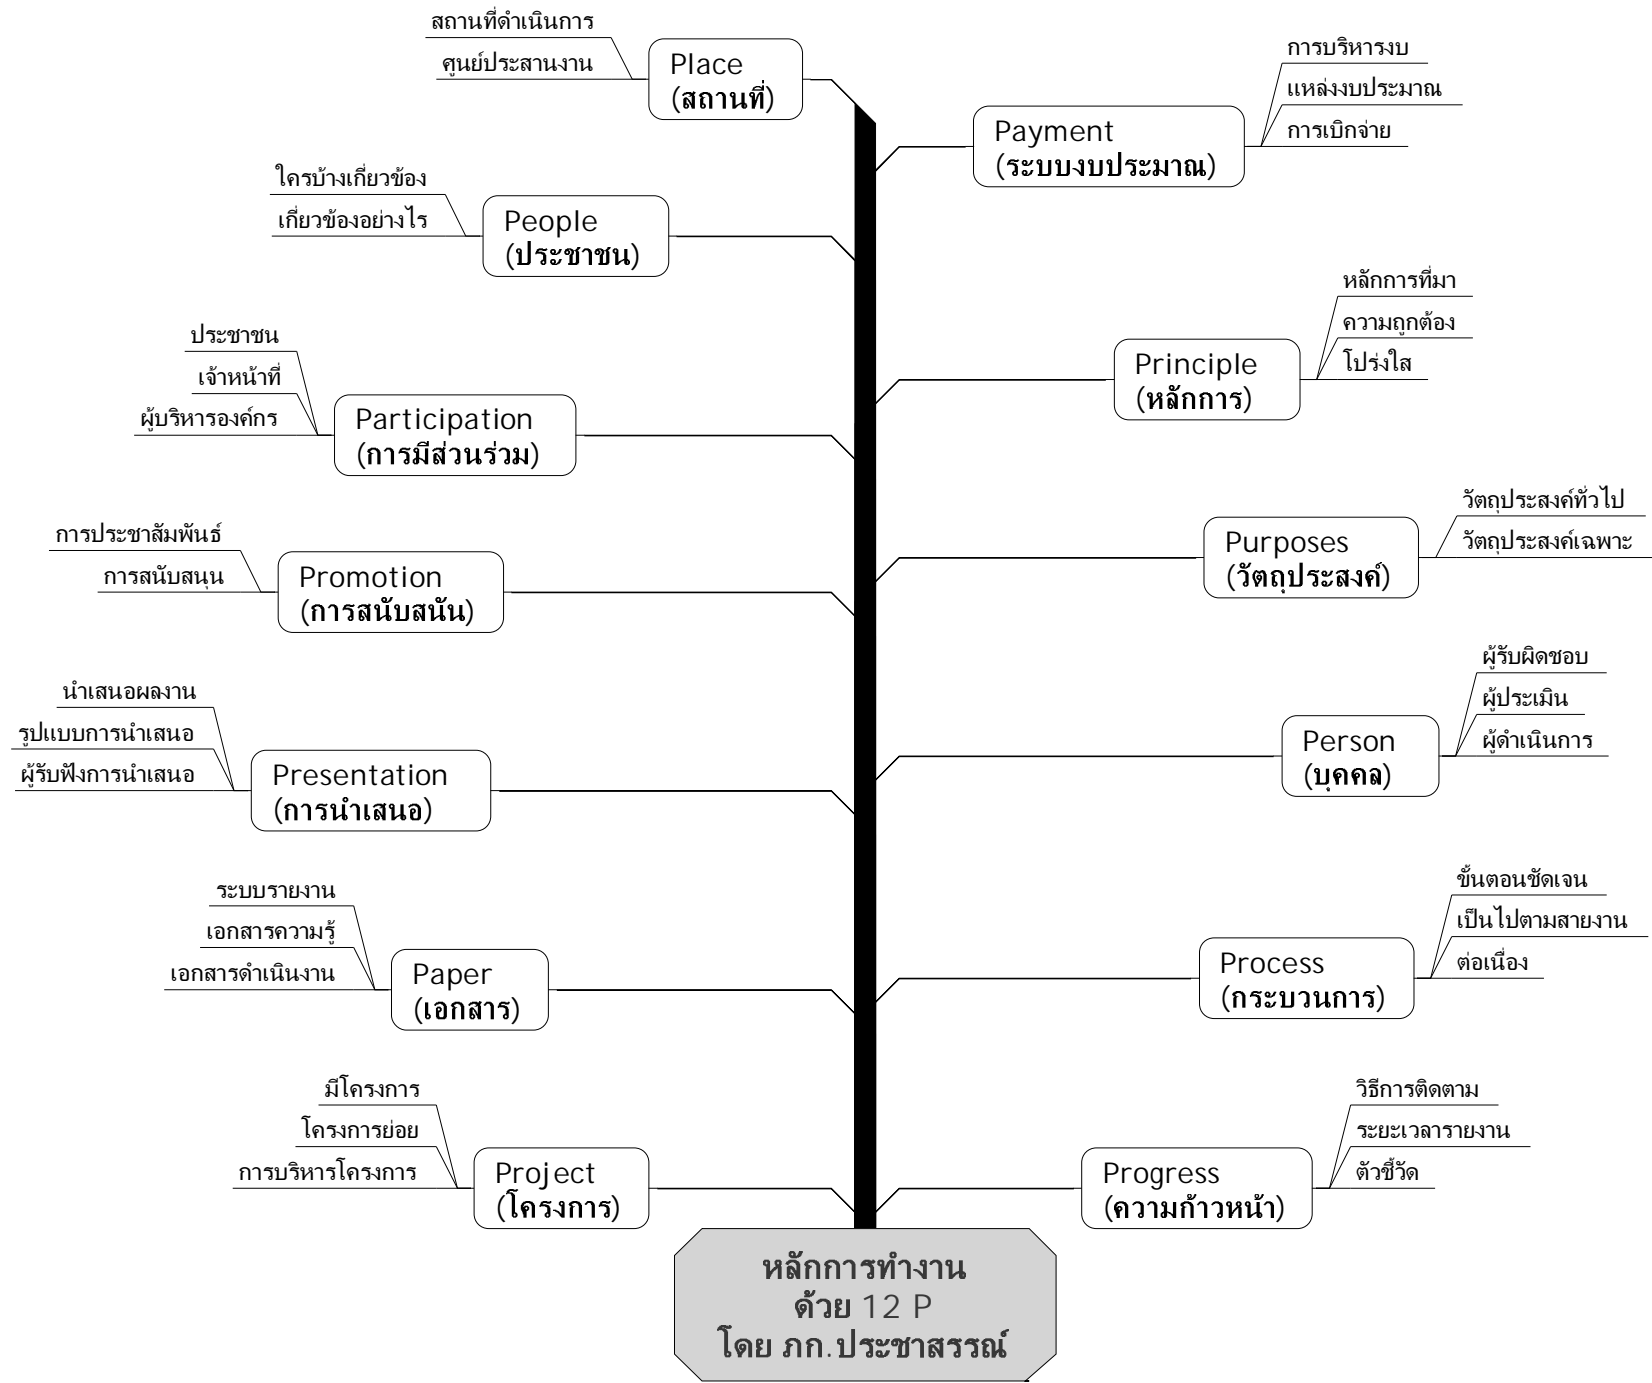 สถานที่ดำเนินการ
ศูนย์ประสานงาน
Place
(สถานที่)
ใครบ้างเกี่ยวข้อง
เกี่ยวข้องอย่างไร
People
(ประชาชน)
ประชาชน
เจ้าหน้าที่
ผู้บริหารองค์กร
Participation
(การมีส่วนร่วม)
การประชาสัมพันธ์
การสนับสนุน
Promotion
(การสนับสนัน)
นำเสนอผลงาน
รูปแบบการนำเสนอ
ผู้รับฟังการนำเสนอ
Presentation
(การนำเสนอ)
ระบบรายงาน
เอกสารความรู้
เอกสารดำเนินงาน
Paper
(เอกสาร)
มีโครงการ
โครงการย่อย
การบริหารโครงการ
Project
(โครงการ)
การบริหารงบ
แหล่งงบประมาณ
การเบิกจ่าย
Payment
(ระบบงบประมาณ)
หลักการที่มา
ความถูกต้อง
โปร่งใส
Principle
(หลักการ)
วัตถุประสงค์ทั่วไป
วัตถุประสงค์เฉพาะ
Purposes
(วัตถุประสงค์)
ผู้รับผิดชอบ
ผู้ประเมิน
ผู้ดำเนินการ
Person
(บุคคล)
ขั้นตอนชัดเจน
เป็นไปตามสายงาน
ต่อเนื่อง
Process
(กระบวนการ)
วิธีการติดตาม
ระยะเวลารายงาน
ตัวชี้วัด
Progress
(ความก้าวหน้า)
หลักการทำงาน
ด้วย 12 P
โดย ภก.ประชาสรรณ์